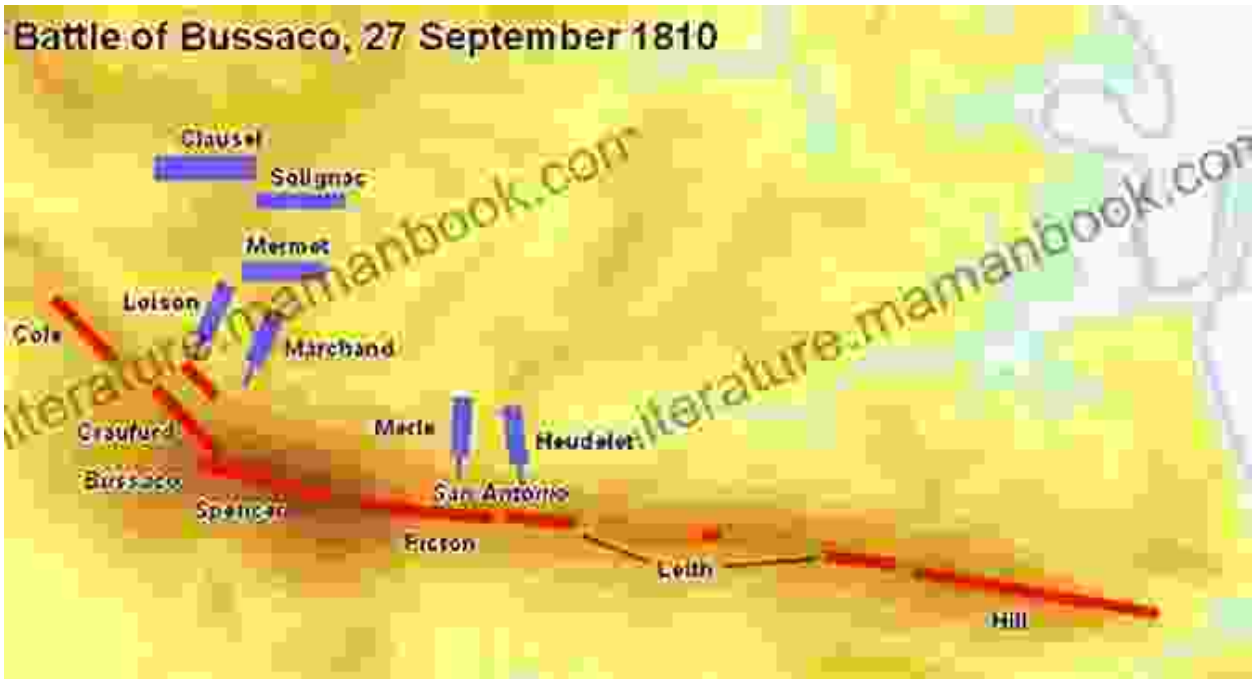 Battle of Bussaco, 27 September 1810
Clausel
Solignac
Mermet
Loison
Marchand
Cole
Merle
Heudelet
Craufurd
Bussaco
San Antonio
Spencer
Picton
Leith
Hill
literature.mamanbook.com
literature.mamanbook.com